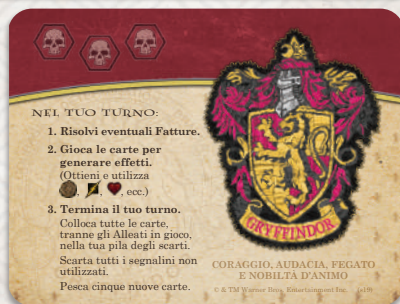 NEL TUO TURNO:
1. Risolvi eventuali Fatture.
2. Gioca le carte per
generare effetti.
(Ottieni e utilizza
, , , ecc.)
3. Termina il tuo turno.
Colloca tutte le carte,
tranne gli Alleati in gioco,
nella tua pila degli scarti.
Scarta tutti i segnalini non
utilizzati.
Pesca cinque nuove carte.
GRYFFINDOR
CORAGGIO, AUDACIA, FEGATO
E NOBILTÀ D'ANIMO
© & TM Warner Bros. Entertainment Inc. (s19)